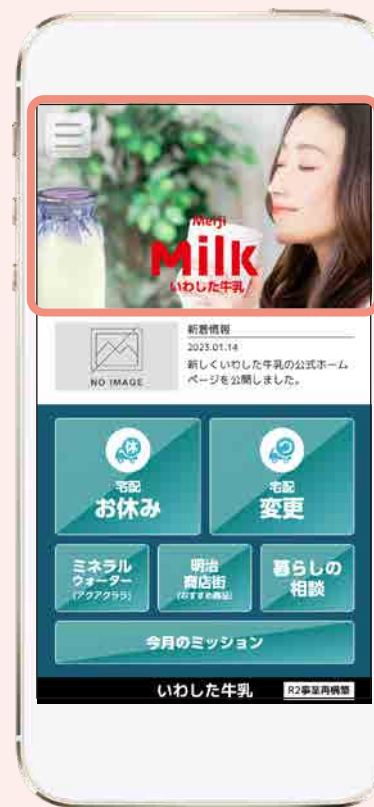 Meiji
Milk
いわした牛乳
NO IMAGE
新着情報
2023.01.14
新しくいわした牛乳の公式ホーム
ページを公開しました。
休
宅配
お休み
宅配
変更
ミネラル
ウォーター
(アクアクララ)
明治
商店街
(おすすめ商品)
暮らしの
相談
今月のミッション
いわした牛乳
R2事業再構築